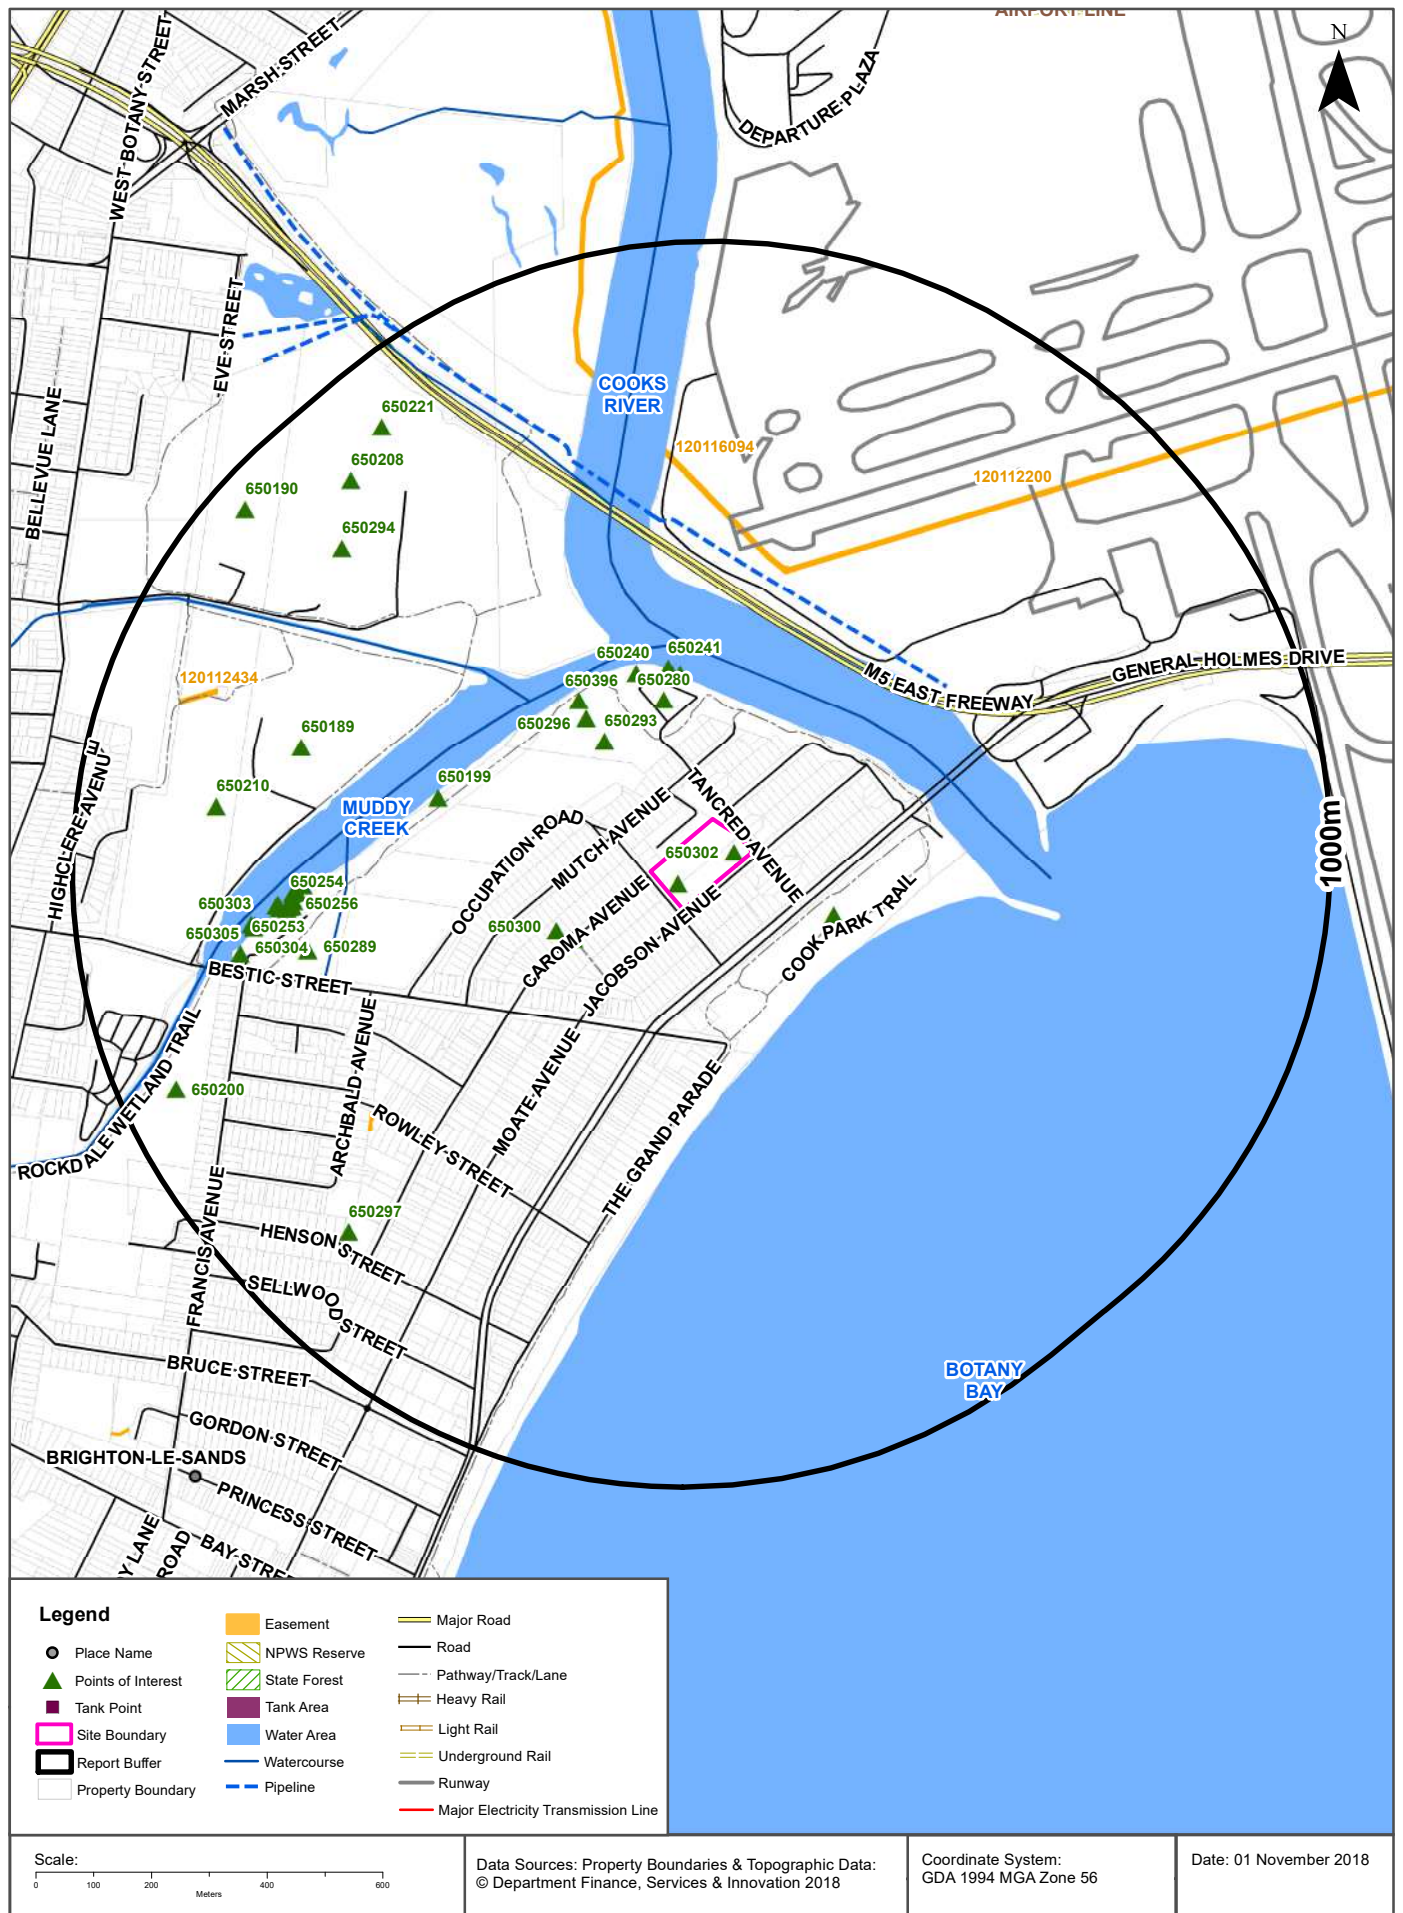 AIRPORT LINE
N
MARSH STREET
WEST BOTANY STREET
DEPARTURE PLAZA
EVE STREET
BELLEVUE LANE
COOKS
RIVER
650221
650208
650190
650294
120116094
120112200
650240
650241
650396
650280
650296
650293
120112434
M5 EAST FREEWAY
GENERAL HOLMES DRIVE
650189
650210
650199
MUDDY
CREEK
HIGHCLERE AVENUE
OCCUPATION ROAD
MUTCH AVENUE
TANCRED AVENUE
650302
1000m
650254
650303
650256
650253
650305
650304
650289
650300
CAROMA AVENUE
JACOBSON AVENUE
COOK PARK TRAIL
BESTIC STREET
ROCKDALE WETLAND TRAIL
650200
ARCHBALD AVENUE
MOATE AVENUE
ROWLEY STREET
THE GRAND PARADE
FRANCIS AVENUE
650297
HENSON STREET
SELLWOOD STREET
BRUCE STREET
BOTANY
BAY
GORDON STREET
BRIGHTON-LE-SANDS
PRINCESS STREET
Y LANE
ROAD
BAY STREE
Legend
Place Name
Points of Interest
Tank Point
Site Boundary
Report Buffer
Property Boundary
Easement
NPWS Reserve
State Forest
Tank Area
Water Area
Watercourse
Pipeline
Major Road
Road
Pathway/Track/Lane
Heavy Rail
Light Rail
Underground Rail
Runway
Major Electricity Transmission Line
Scale:
0 100 200 400 600
Meters
Data Sources: Property Boundaries & Topographic Data:
© Department Finance, Services & Innovation 2018
Coordinate System:
GDA 1994 MGA Zone 56
Date: 01 November 2018